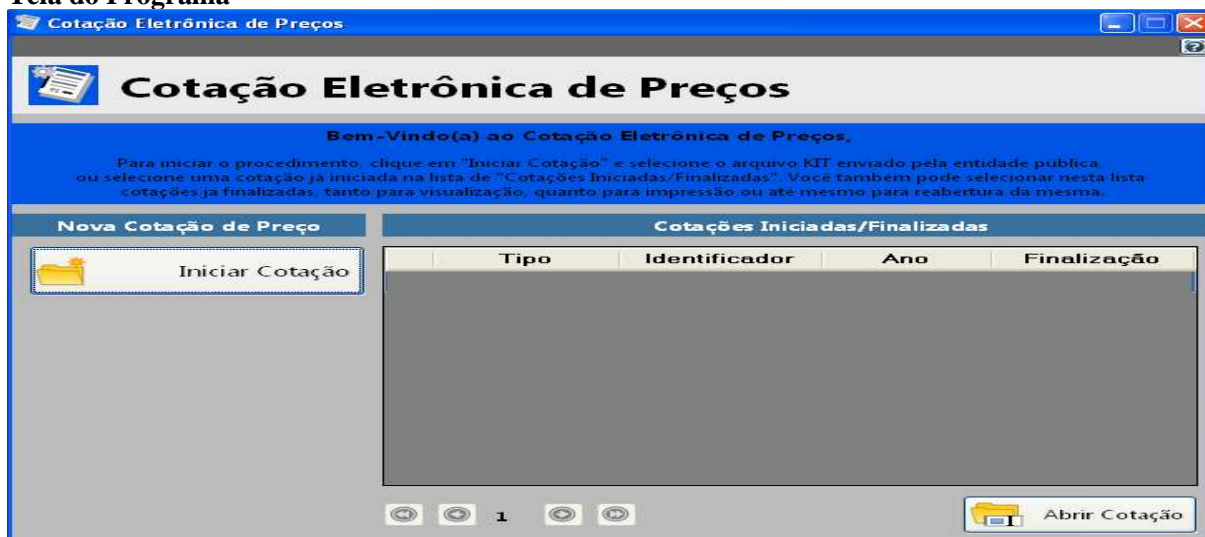 Tela do Programa
Cotação Eletrônica de Preços
Cotação Eletrônica de Preços
Bem-Vindo(a) ao Cotação Eletrônica de Preços,
Para iniciar o procedimento, clique em "Iniciar Cotação" e selecione o arquivo KIT enviado pela entidade pública,
ou selecione uma cotação já iniciada na lista de "Cotações Iniciadas/Finalizadas". Você também pode selecionar nesta lista
cotações já finalizadas, tanto para visualização, quanto para impressão ou até mesmo para reabertura da mesma.
Nova Cotação de Preço
Cotações Iniciadas/Finalizadas
Iniciar Cotação
Tipo Identificador Ano Finalização
1
Abrir Cotação